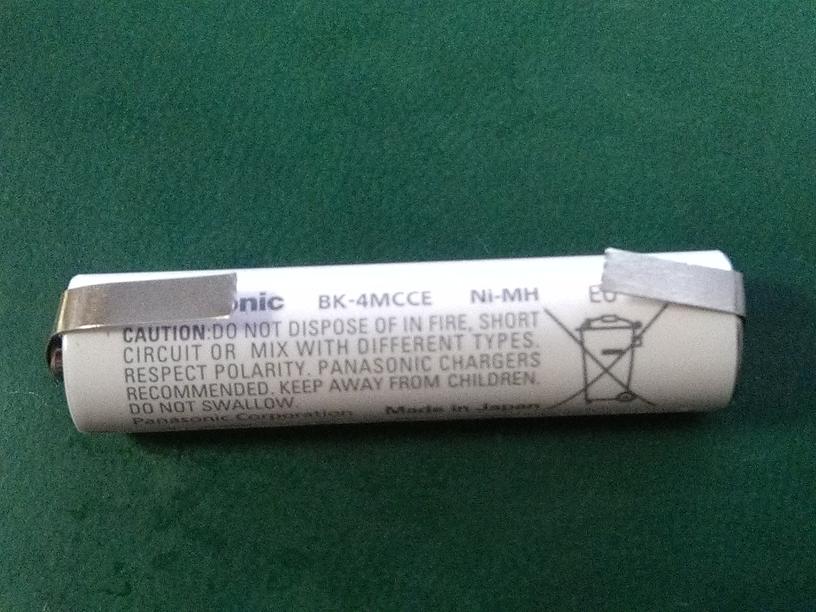 onic BK-4MCCE Ni-MH EU
CAUTION:DO NOT DISPOSE OF IN FIRE, SHORT
CIRCUIT OR MIX WITH DIFFERENT TYPES.
RESPECT POLARITY. PANASONIC CHARGERS
RECOMMENDED. KEEP AWAY FROM CHILDREN.
DO NOT SWALLOW.
Panasonic Corporation Made in Japan